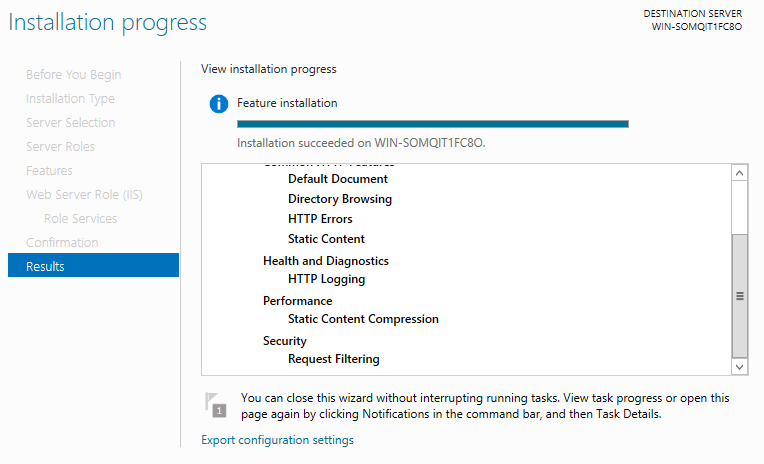 Installation progress
DESTINATION SERVER
WIN-SOMQIT1FC8O
Before You Begin
Installation Type
Server Selection
Server Roles
Features
Web Server Role (IIS)
Role Services
Confirmation
Results
View installation progress
Feature installation
Installation succeeded on WIN-SOMQIT1FC8O.
Common HTTP Features
Default Document
Directory Browsing
HTTP Errors
Static Content
Health and Diagnostics
HTTP Logging
Performance
Static Content Compression
Security
Request Filtering
1
You can close this wizard without interrupting running tasks. View task progress or open this
page again by clicking Notifications in the command bar, and then Task Details.
Export configuration settings